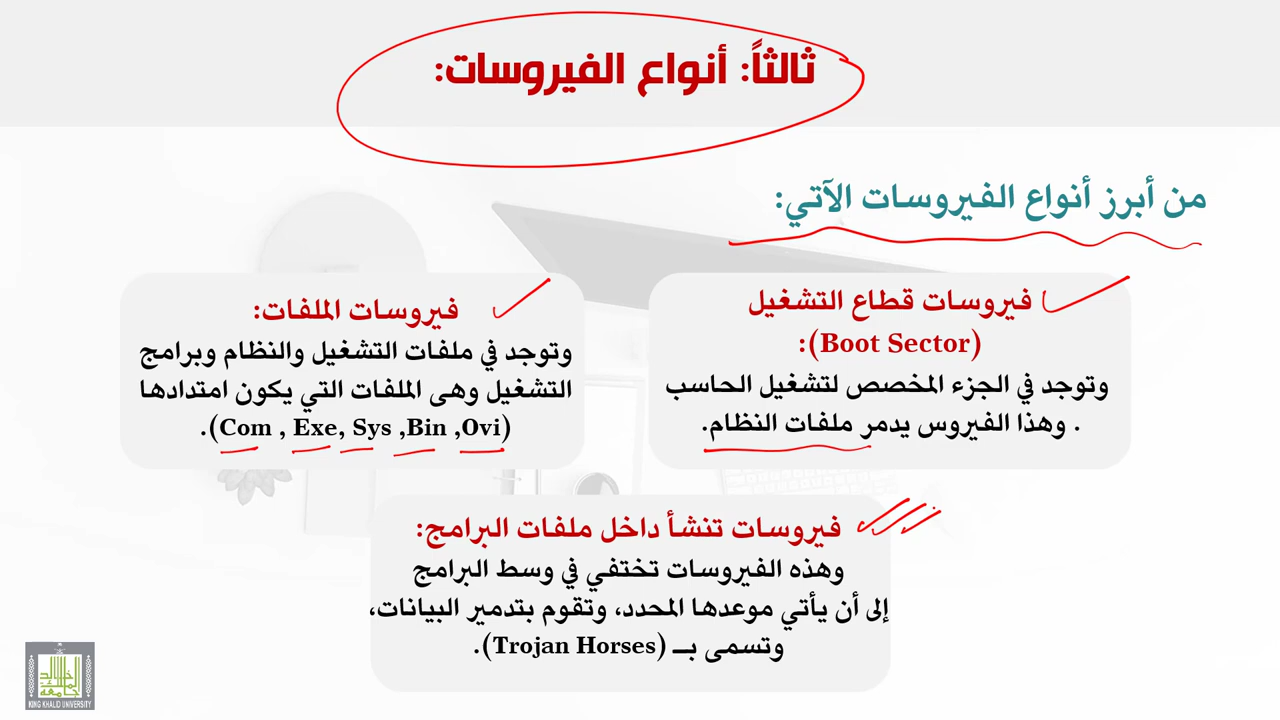 ثالثاً: أنواع الفيروسات:
من أبرز أنواع الفيروسات الآتي:
فيروسات قطاع التشغيل
(Boot Sector):
وتوجد في الجزء المخصص لتشغيل الحاسب
. وهذا الفيروس يدمر ملفات النظام.
فيروسات الملفات:
وتوجد في ملفات التشغيل والنظام وبرامج
التشغيل وهى الملفات التي يكون امتدادها
(Com , Exe, Sys ,Bin ,Ovi).
فيروسات تنشأ داخل ملفات البرامج:
وهذه الفيروسات تختفي في وسط البرامج
إلى أن يأتي موعدها المحدد، وتقوم بتدمير البيانات،
وتسمى بـ (Trojan Horses).
جامعة الملك خالد
KING KHALID UNIVERSITY